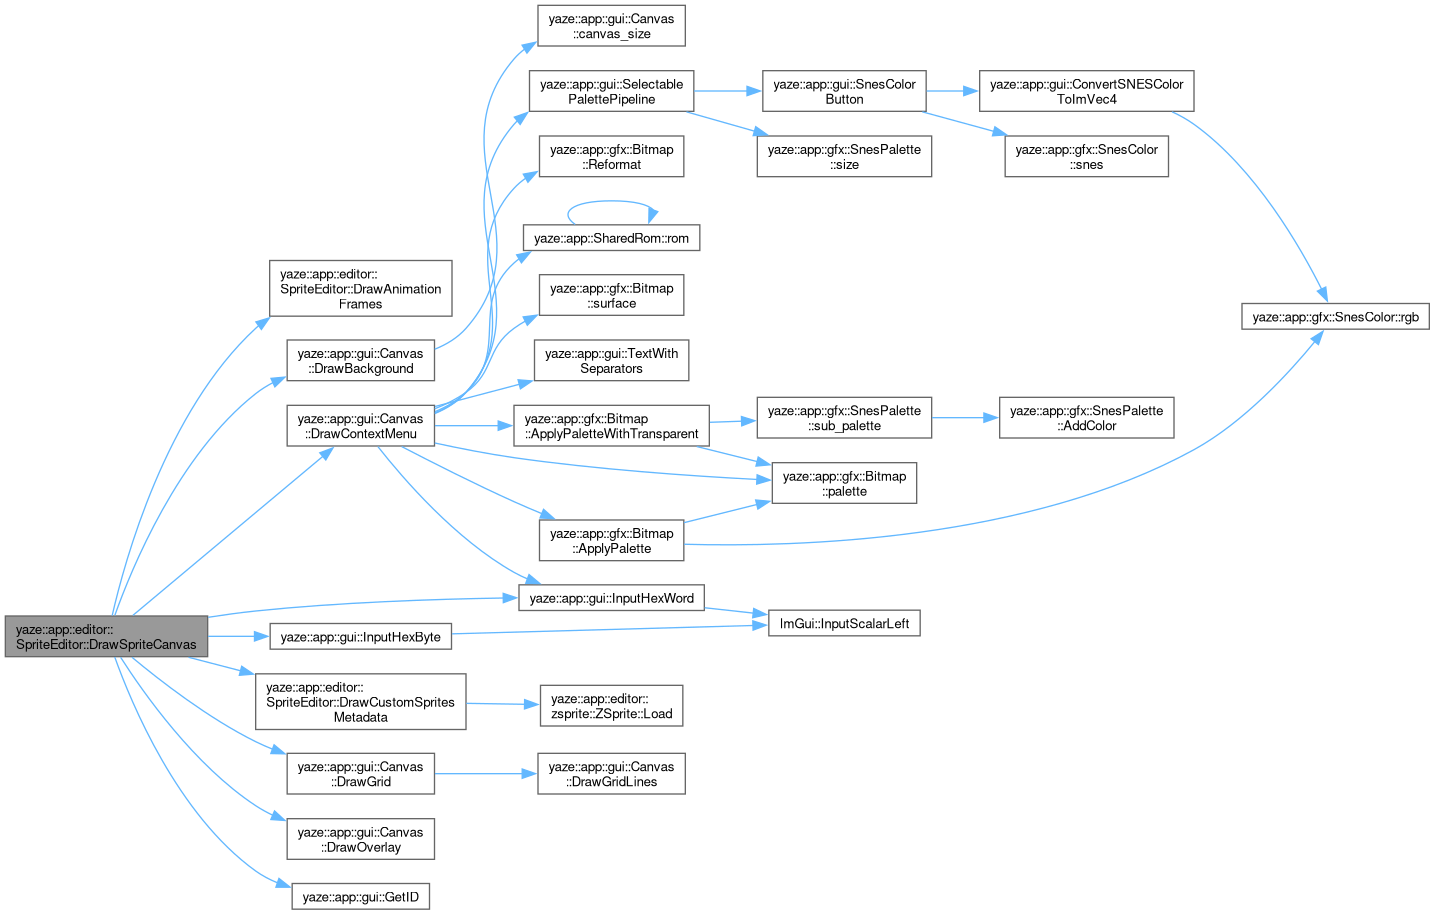 yaze::app::gui::Canvas
::canvas_size
yaze::app::gui::Selectable
PalettePipeline
yaze::app::gui::SnesColor
Button
yaze::app::gui::ConvertSNESColor
ToImVec4
yaze::app::gfx::Bitmap
::Reformat
yaze::app::gfx::SnesPalette
::size
yaze::app::gfx::SnesColor
::snes
yaze::app::SharedRom::rom
yaze::app::editor::
SpriteEditor::DrawAnimation
Frames
yaze::app::gfx::Bitmap
::surface
yaze::app::gfx::SnesColor::rgb
yaze::app::gui::Canvas
::DrawBackground
yaze::app::gui::TextWith
Separators
yaze::app::gui::Canvas
::DrawContextMenu
yaze::app::gfx::Bitmap
::ApplyPaletteWithTransparent
yaze::app::gfx::SnesPalette
::sub_palette
yaze::app::gfx::SnesPalette
::AddColor
yaze::app::gfx::Bitmap
::palette
yaze::app::gfx::Bitmap
::ApplyPalette
yaze::app::gui::InputHexWord
yaze::app::editor::
SpriteEditor::DrawSpriteCanvas
yaze::app::gui::InputHexByte
ImGui::InputScalarLeft
yaze::app::editor::
SpriteEditor::DrawCustomSprites
Metadata
yaze::app::editor::
zsprite::ZSprite::Load
yaze::app::gui::Canvas
::DrawGrid
yaze::app::gui::Canvas
::DrawGridLines
yaze::app::gui::Canvas
::DrawOverlay
yaze::app::gui::GetID